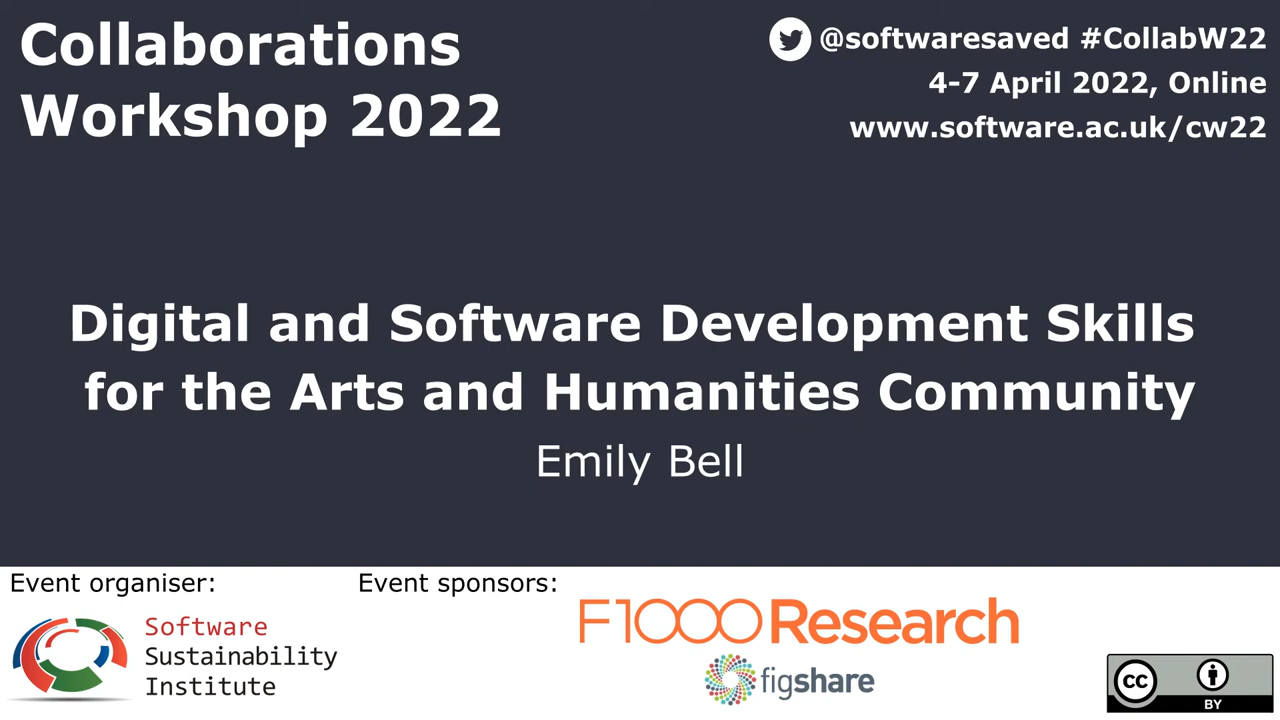 Collaborations
Workshop 2022
@softwaresaved #CollabW22
4-7 April 2022, Online
www.software.ac.uk/cw22
Digital and Software Development Skills
for the Arts and Humanities Community
Emily Bell
Event organiser:
Software
Sustainability
Institute
Event sponsors:
F1000Research
figshare
cc
BY